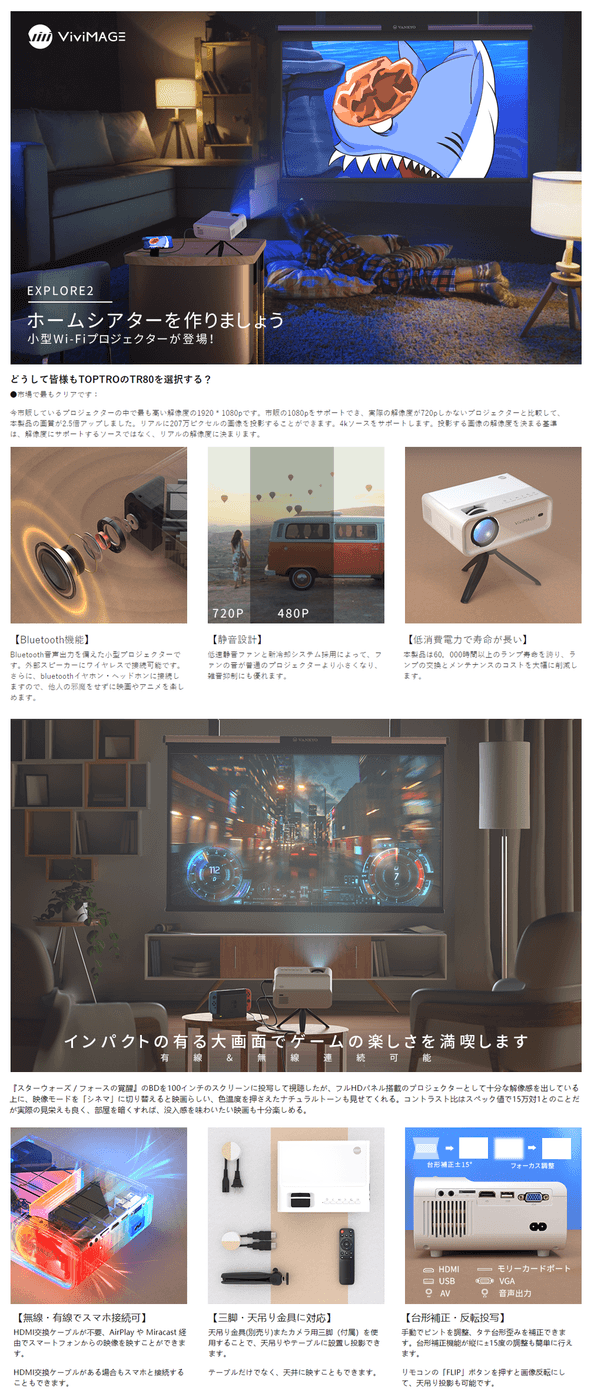 ViviMAGE
EXPLORE2
ホームシアターを作りましょう
小型Wi-Fiプロジェクターが登場！
どうして皆様もTOPTROのTR80を選択する？
●市場で最もクリアです：
今市販しているプロジェクターの中で最も高い解像度の1920 * 1080pです。市販の1080pをサポートでき、実際の解像度が720pしかないプロジェクターと比較して、
本製品の画質が2.5倍アップしました。リアルに207万ピクセルの画像を投影することができます。4kソースをサポートします。投影する画像の解像度を決まる基準
は、解像度にサポートするソースではなく、リアルの解像度に決まります。
720P
480P
【Bluetooth機能】
Bluetooth音声出力を備えた小型プロジェクターで
す。外部スピーカーにワイヤレスで接続可能です。
さらに、bluetoothイヤホン・ヘッドホンに接続し
ますので、他人の邪魔をせずに映画やアニメを楽し
めます。
【静音設計】
低速静音ファンと新冷却システム採用によって、フ
ァンの音が普通のプロジェクターより小さくなり、
雑音抑制にも優れます。
【低消費電力で寿命が長い】
本製品は60，000時間以上のランプ寿命を誇り、ラ
ンプの交換とメンテナンスのコストを大幅に削減し
ます。
インパクトの有る大画面でゲームの楽しさを満喫します
有線&無線連続可能
『スターウォーズ / フォースの覚醒』のBDを100インチのスクリーンに投写して視聴したが、フルHDパネル搭載のプロジェクターとして十分な解像感を出している
上に、映像モードを「シネマ」に切り替えると映画らしい、色温度を抑さえたナチュラルトーンも見せてくれる。コントラスト比はスペック値で15万対1とのことだ
が実際の見栄えも良く、部屋を暗くすれば、没入感を味わいたい映画も十分楽しめる。
台形補正±15°
フォーカス調整
HDMI
モリーカードポート
USB
VGA
AV
音声出力
【無線・有線でスマホ接続可】
HDMI交換ケーブルが不要、AirPlay や Miracast 経
由でスマートフォンからの映像を映すことができま
す。
HDMI交換ケーブルがある場合もスマホと接続する
こともできます。
【三脚・天吊り金具に対応】
天吊り金具(別売り)またカメラ用三脚（付属）を使
用することで、天吊りやテーブルに設置し投影でき
ます。
テーブルだけでなく、天井に映すこともできます。
【台形補正・反転投写】
手動でピントを調整、タテ台形歪みを補正できま
す。台形補正機能が縦に±15度の調整も簡単に行え
ます。
リモコンの「FLIP」ボタンを押すと画像反転にし
て、天吊り投影も可能です。